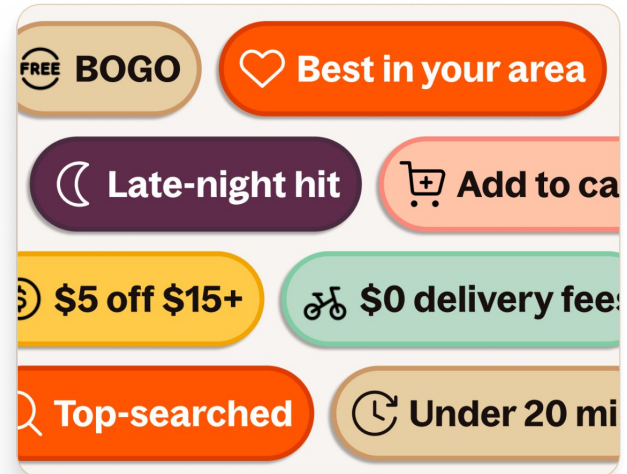 FREE BOGO
Best in your area
Late-night hit
Add to ca
$5 off $15+
$0 delivery fees
Top-searched
Under 20 mi